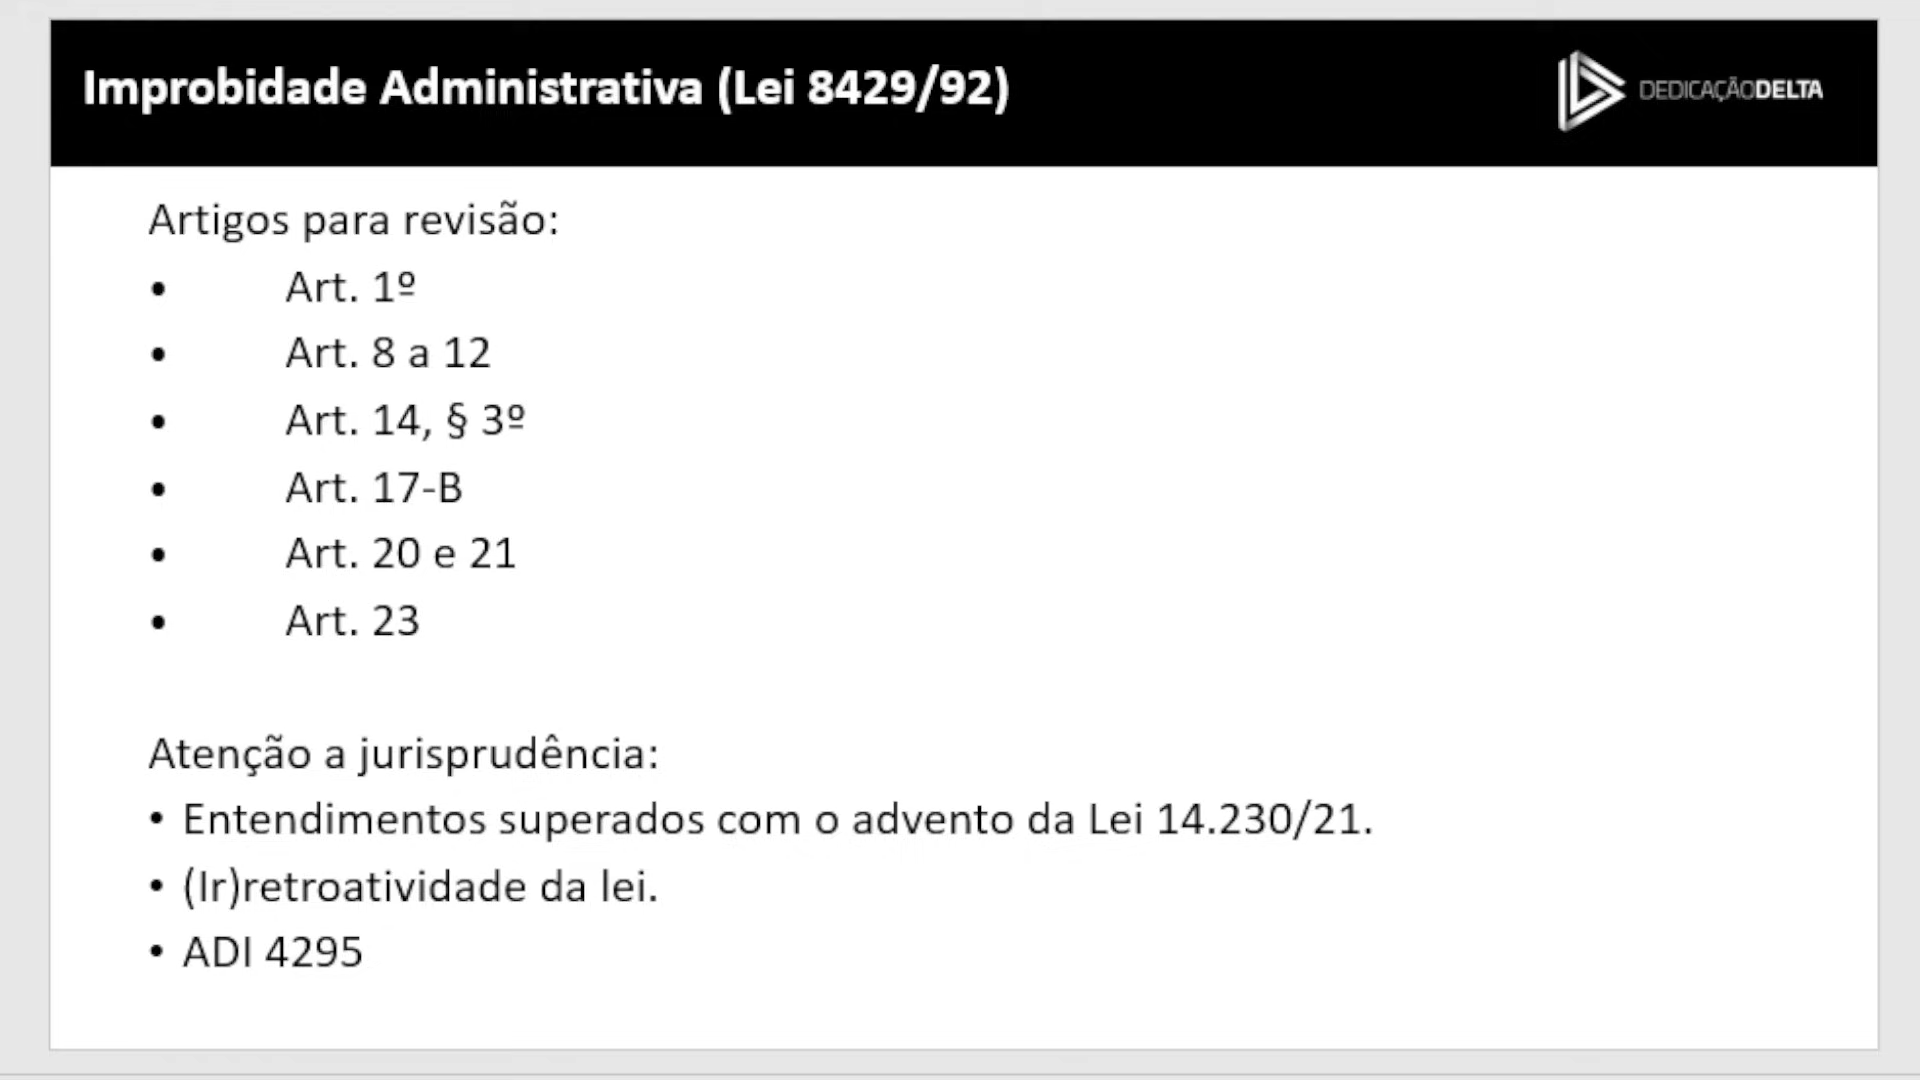 Improbidade Administrativa (Lei 8429/92)
DEDICAÇÃODELTA
Artigos para revisão:
• Art. 1º
• Art. 8 a 12
• Art. 14, § 3º
• Art. 17-B
• Art. 20 e 21
• Art. 23
Atenção a jurisprudência:
• Entendimentos superados com o advento da Lei 14.230/21.
• (Ir)retroatividade da lei.
• ADI 4295